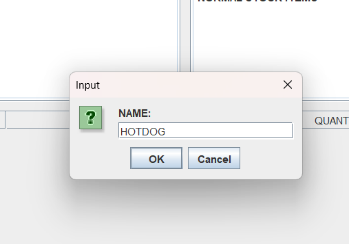 NORMAL STOCK ITEMS
Input
?
NAME:
HOTDOG
QUANT
OK
Cancel